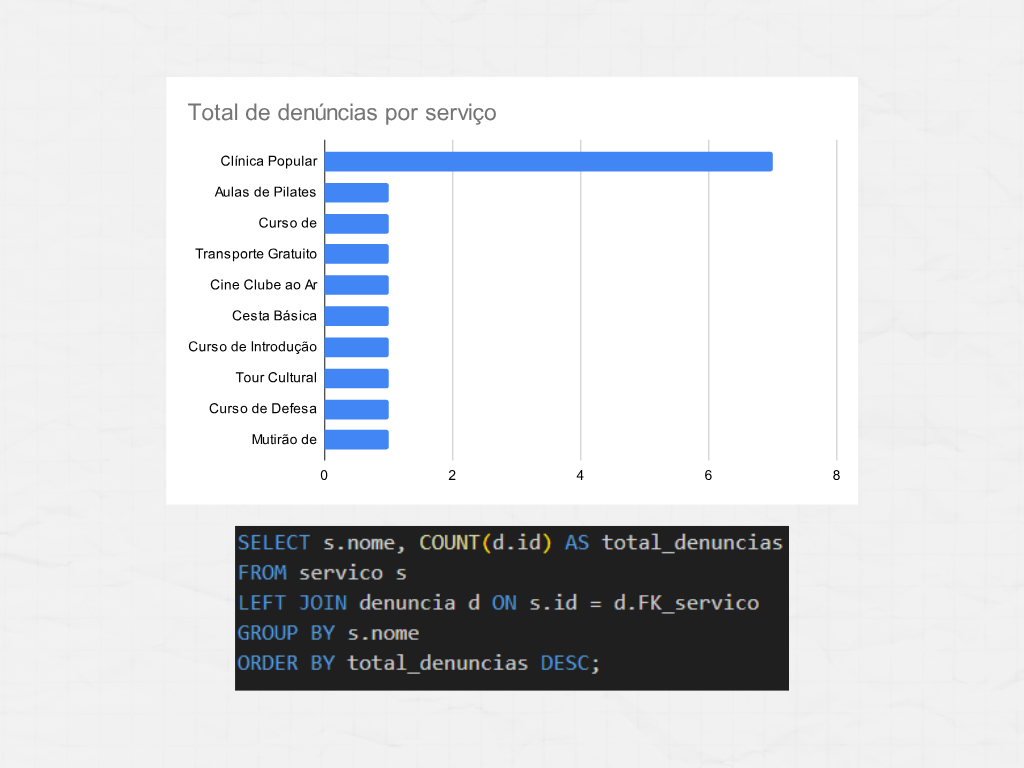 Total de denúncias por serviço
Clínica Popular
Aulas de Pilates
Curso de
Transporte Gratuito
Cine Clube ao Ar
Cesta Básica
Curso de Introdução
Tour Cultural
Curso de Defesa
Mutirão de
0 2 4 6 8
SELECT s.nome, COUNT(d.id) AS total_denuncias
FROM servico s
LEFT JOIN denuncia d ON s.id = d.FK_servico
GROUP BY s.nome
ORDER BY total_denuncias DESC;